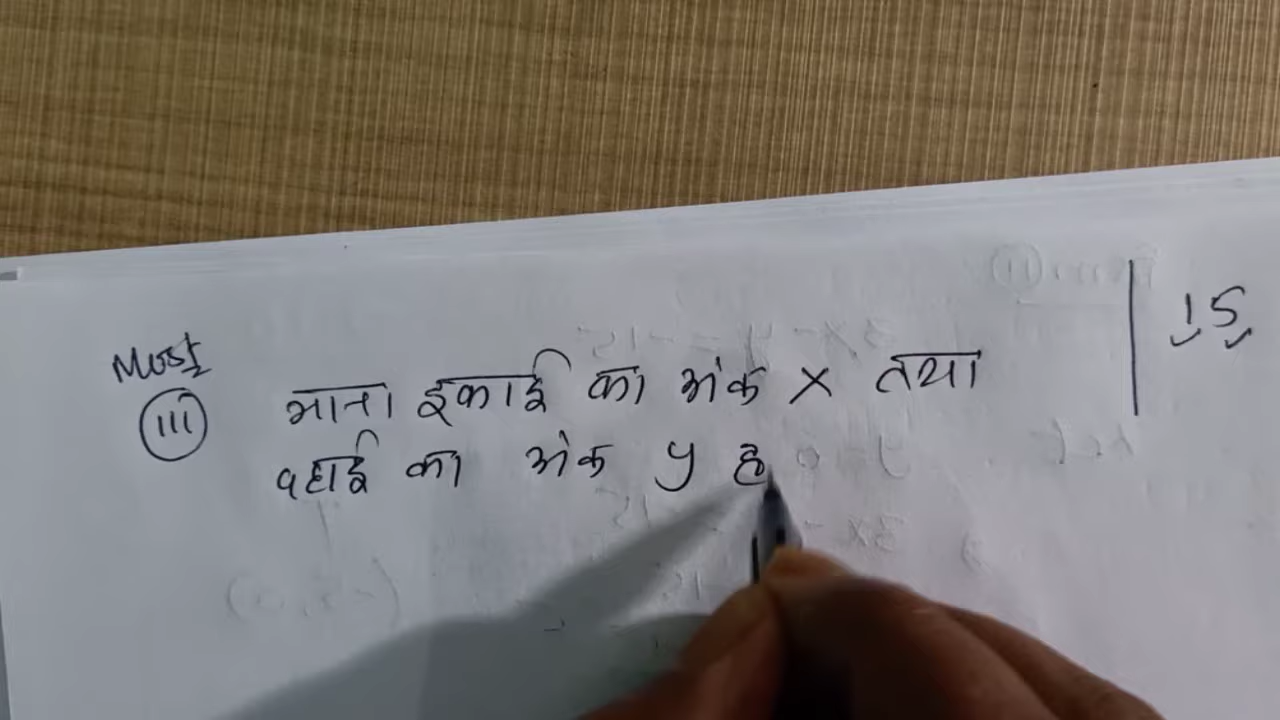 Most
(iii) माना इकाई का अंक x तथा
दहाई का अंक y है
15